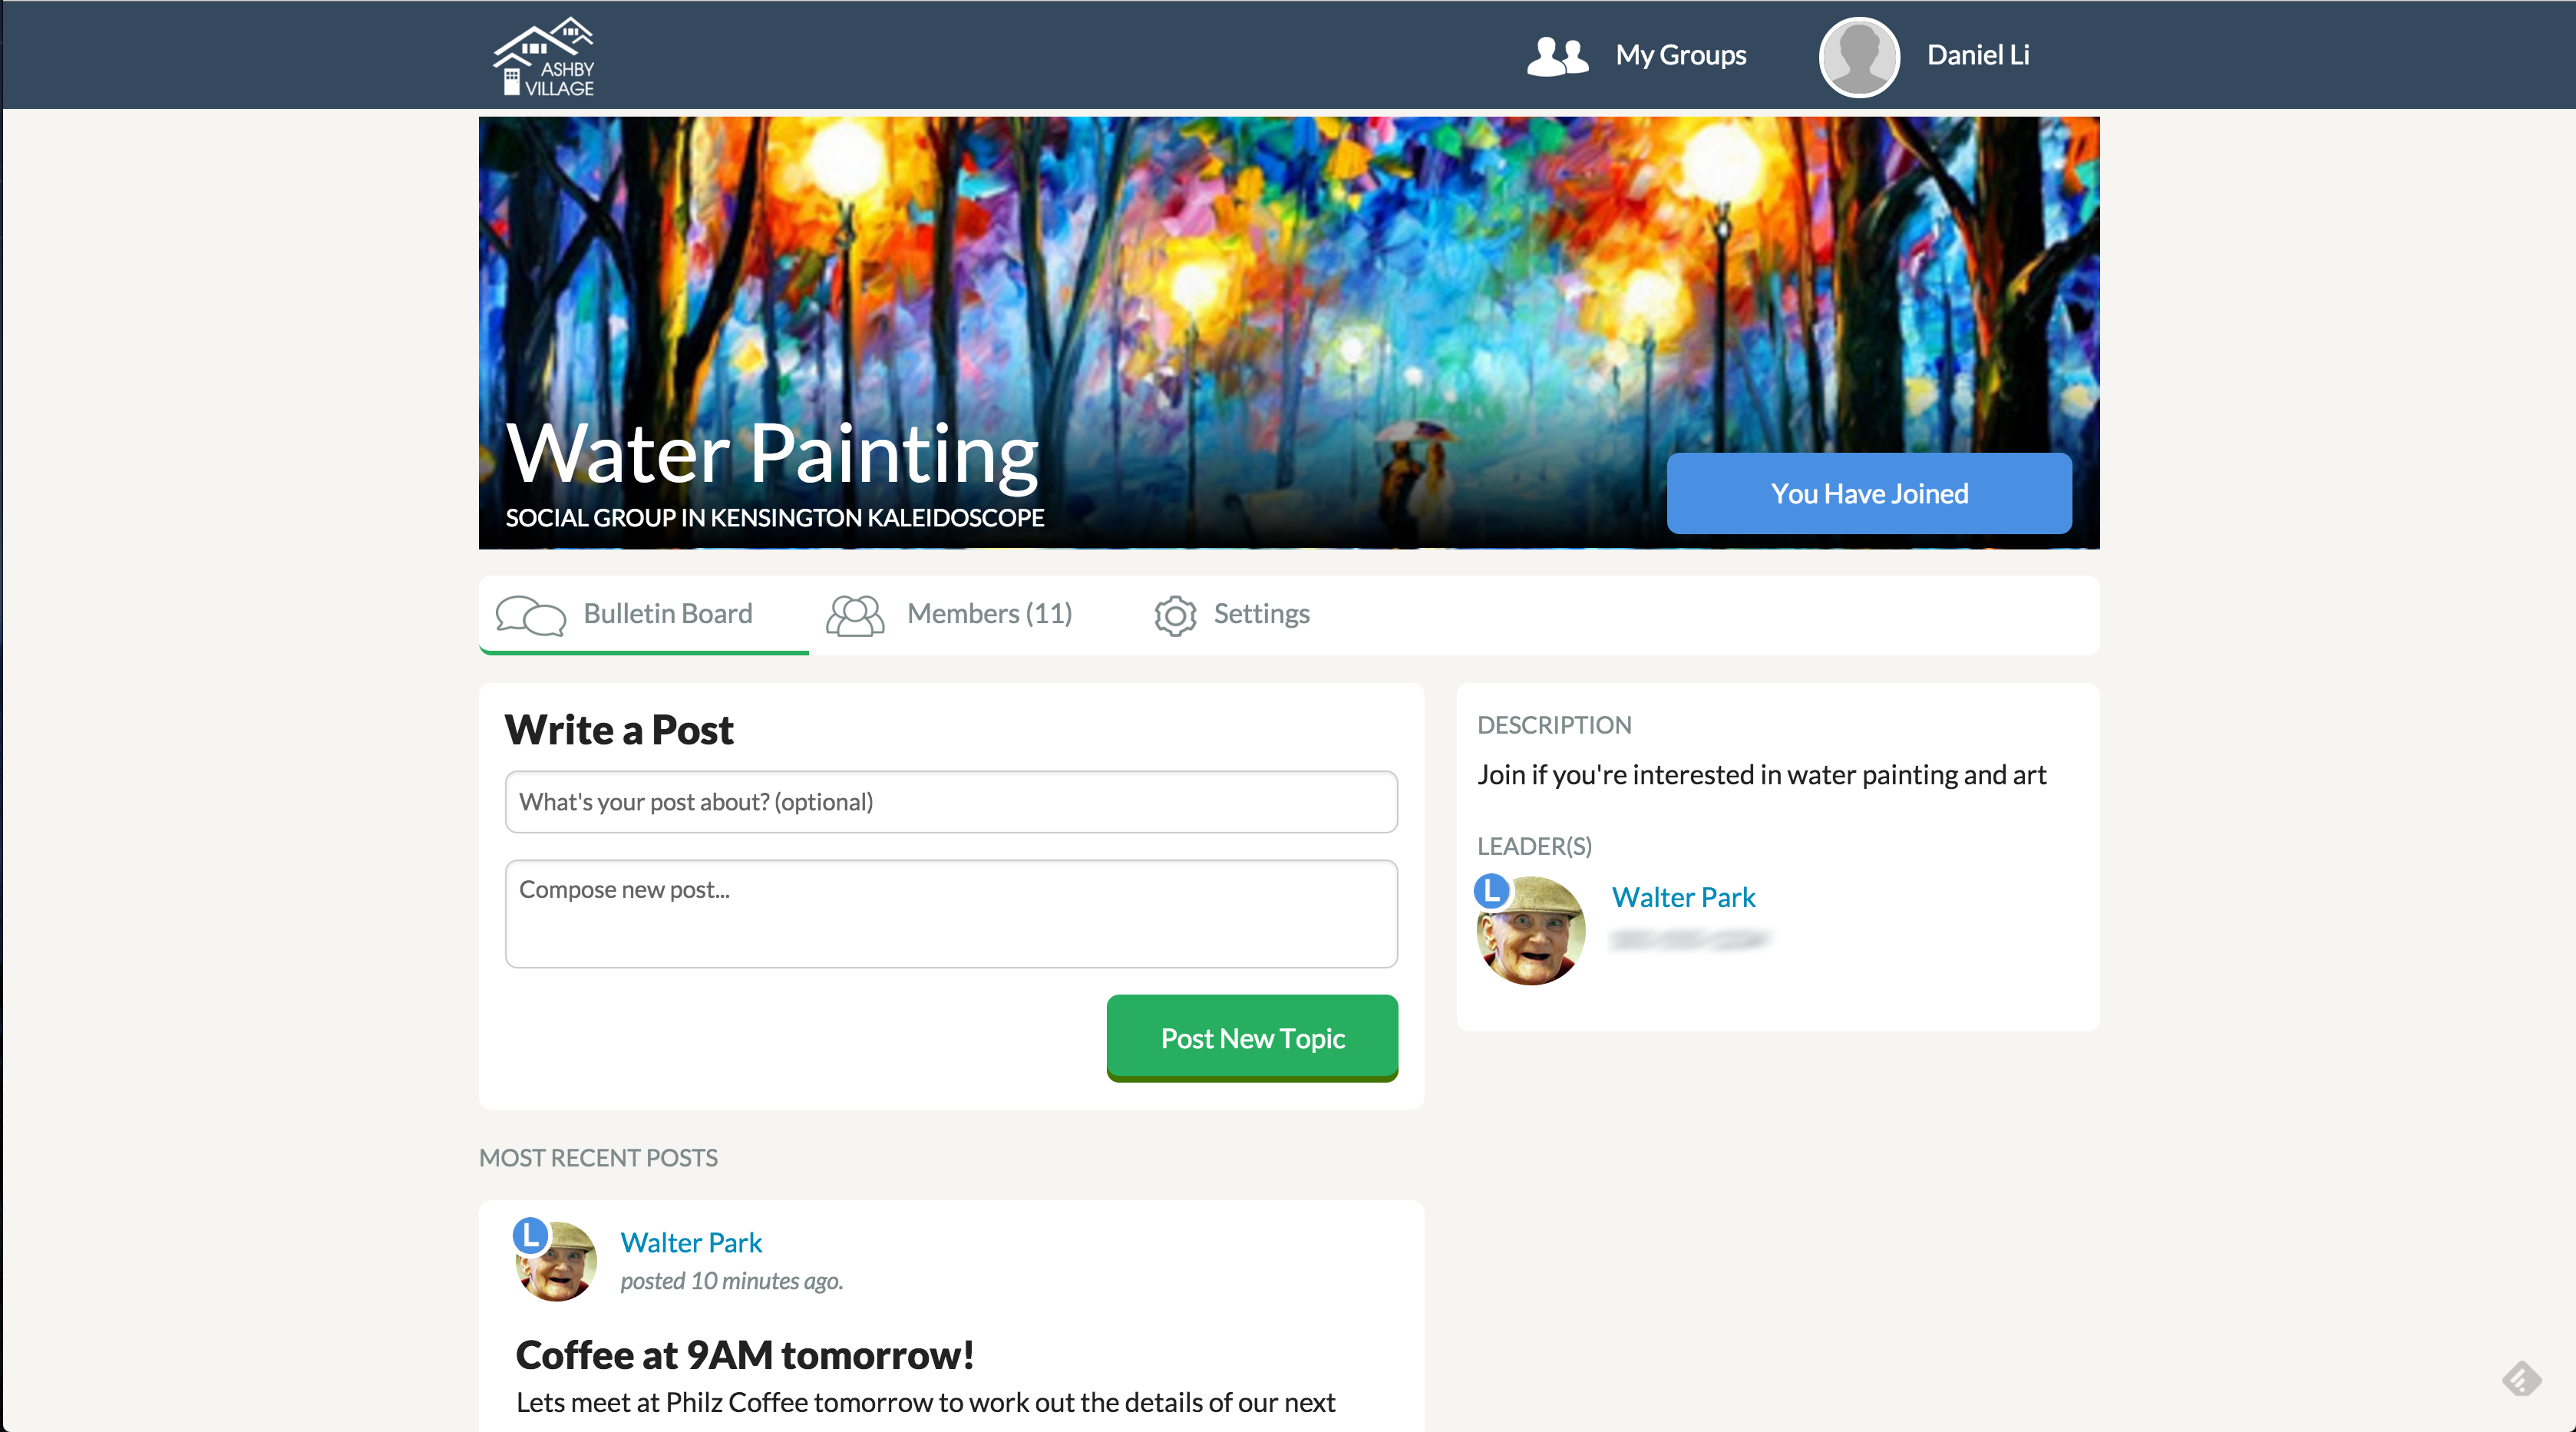 ASHBY
VILLAGE
My Groups
Daniel Li
Water Painting
SOCIAL GROUP IN KENSINGTON KALEIDOSCOPE
You Have Joined
Bulletin Board
Members (11)
Settings
Write a Post
What's your post about? (optional)
Compose new post...
Post New Topic
DESCRIPTION
Join if you're interested in water painting and art
LEADER(S)
L
Walter Park
MOST RECENT POSTS
L
Walter Park
posted 10 minutes ago.
Coffee at 9AM tomorrow!
Lets meet at Philz Coffee tomorrow to work out the details of our next